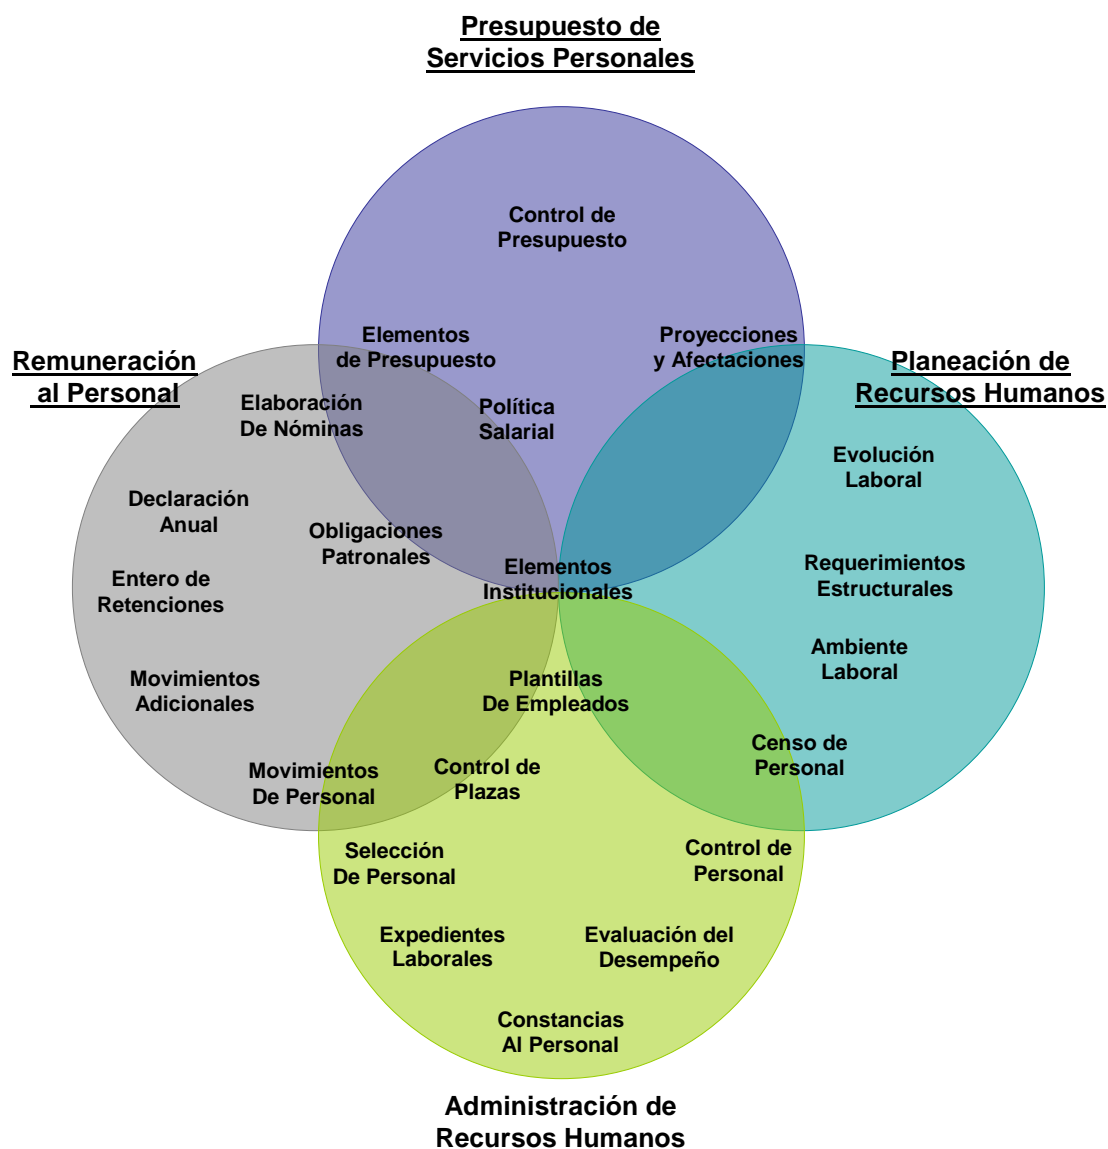 Presupuesto de
Servicios Personales
Control de
Presupuesto
Elementos
de Presupuesto
Proyecciones
y Afectaciones
Remuneración
al Personal
Planeación de
Recursos Humanos
Elaboración
De Nóminas
Política
Salarial
Evolución
Laboral
Declaración
Anual
Obligaciones
Patronales
Elementos
Institucionales
Requerimientos
Estructurales
Entero de
Retenciones
Ambiente
Laboral
Movimientos
Adicionales
Plantillas
De Empleados
Censo de
Personal
Movimientos
De Personal
Control de
Plazas
Selección
De Personal
Control de
Personal
Expedientes
Laborales
Evaluación del
Desempeño
Constancias
Al Personal
Administración de
Recursos Humanos